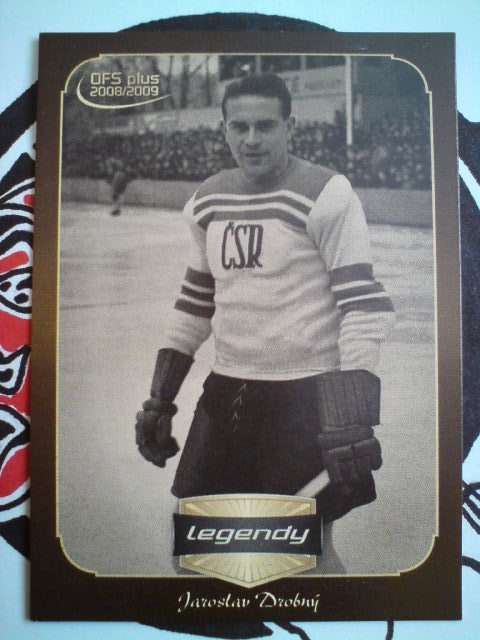 OFS plus
2008/2009
ČSR
legendy
Jaroslav Drobný